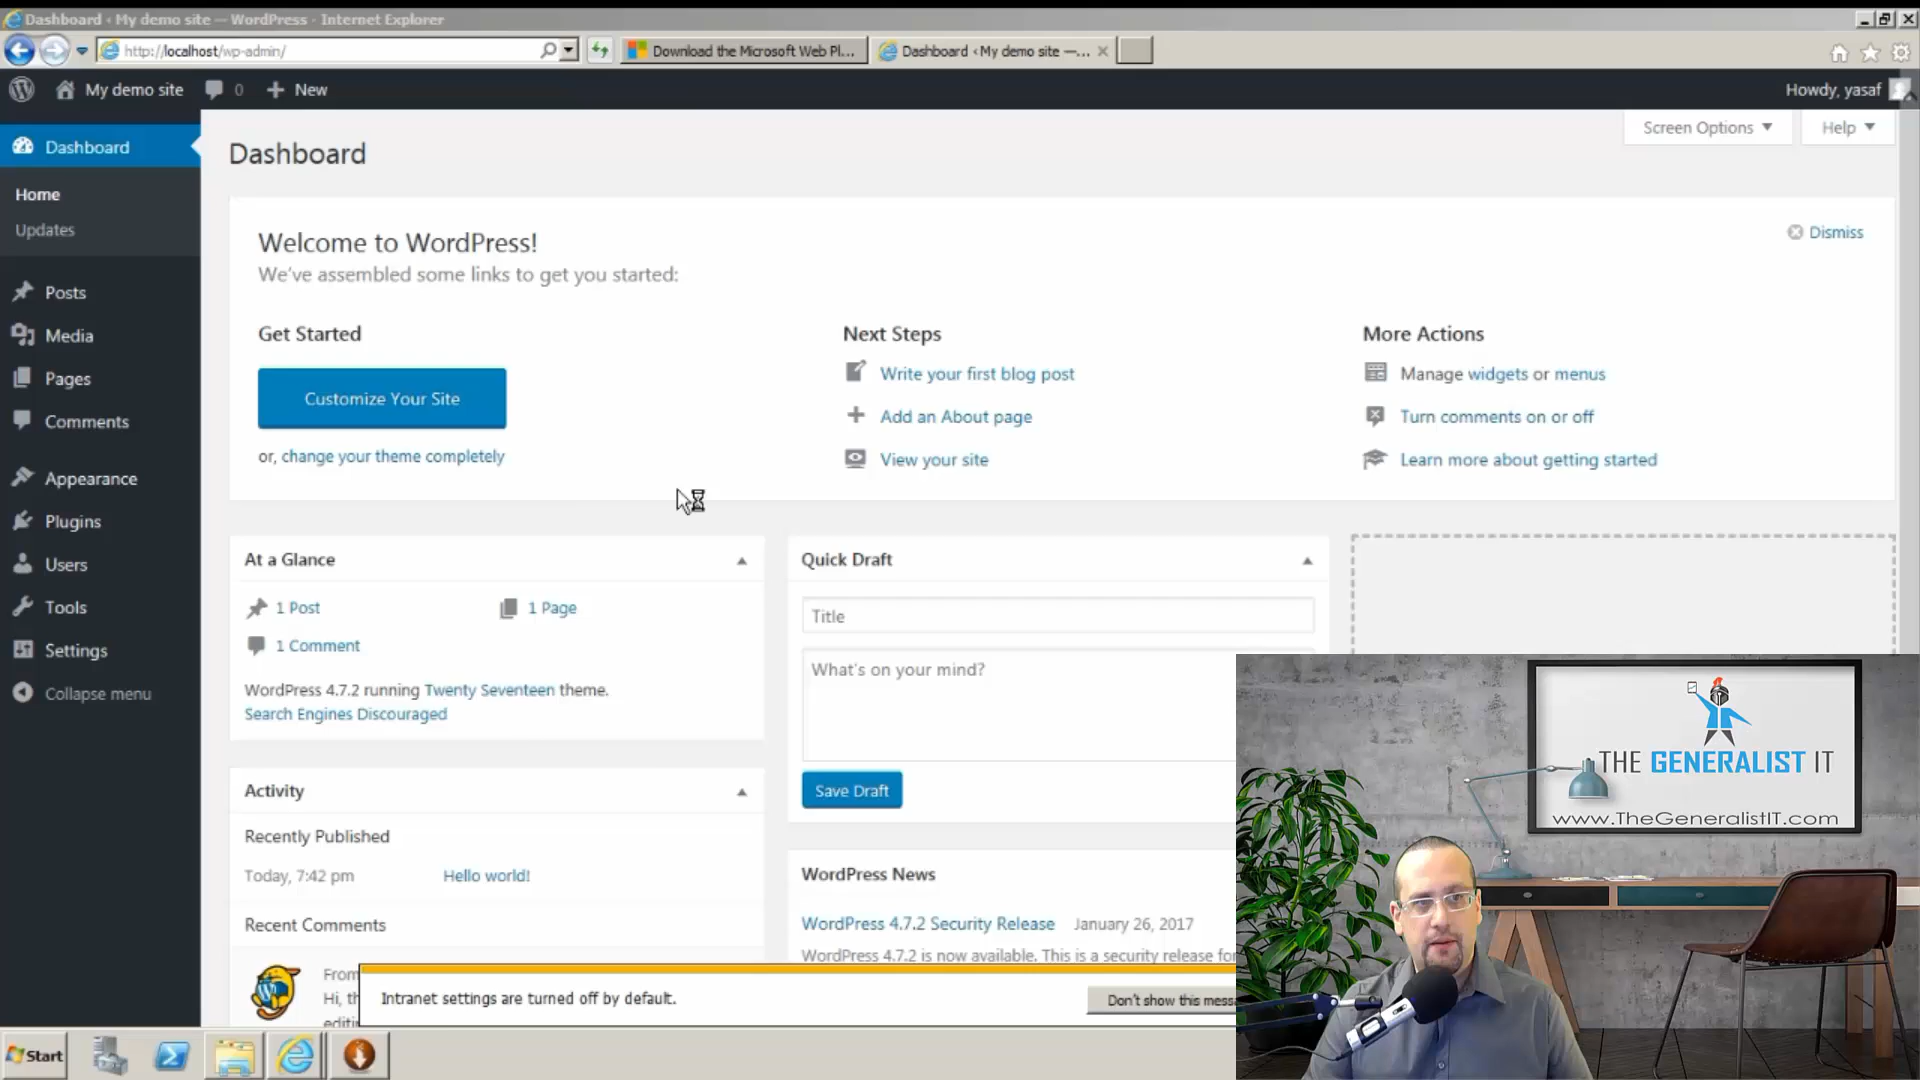 Dashboard ‹ My demo site — WordPress - Internet Explorer
http://localhost/wp-admin/
Download the Microsoft Web Pl...
Dashboard ‹ My demo site —...
My demo site
0
New
Howdy, yasaf
Dashboard
Home
Updates
Posts
Media
Pages
Comments
Appearance
Plugins
Users
Tools
Settings
Collapse menu
Dashboard
Screen Options
Help
Welcome to WordPress!
We've assembled some links to get you started:
Dismiss
Get Started
Customize Your Site
or, change your theme completely
Next Steps
Write your first blog post
Add an About page
View your site
More Actions
Manage widgets or menus
Turn comments on or off
Learn more about getting started
At a Glance
1 Post
1 Page
1 Comment
WordPress 4.7.2 running Twenty Seventeen theme.
Search Engines Discouraged
Activity
Recently Published
Today, 7:42 pm
Hello world!
Recent Comments
From
Hi, th
Quick Draft
Title
What's on your mind?
Save Draft
WordPress News
WordPress 4.7.2 Security Release January 26, 2017
WordPress 4.7.2 is now available. This is a security release for
Intranet settings are turned off by default.
Don't show this messa
THE GENERALIST IT
www.TheGeneralistIT.com
Start